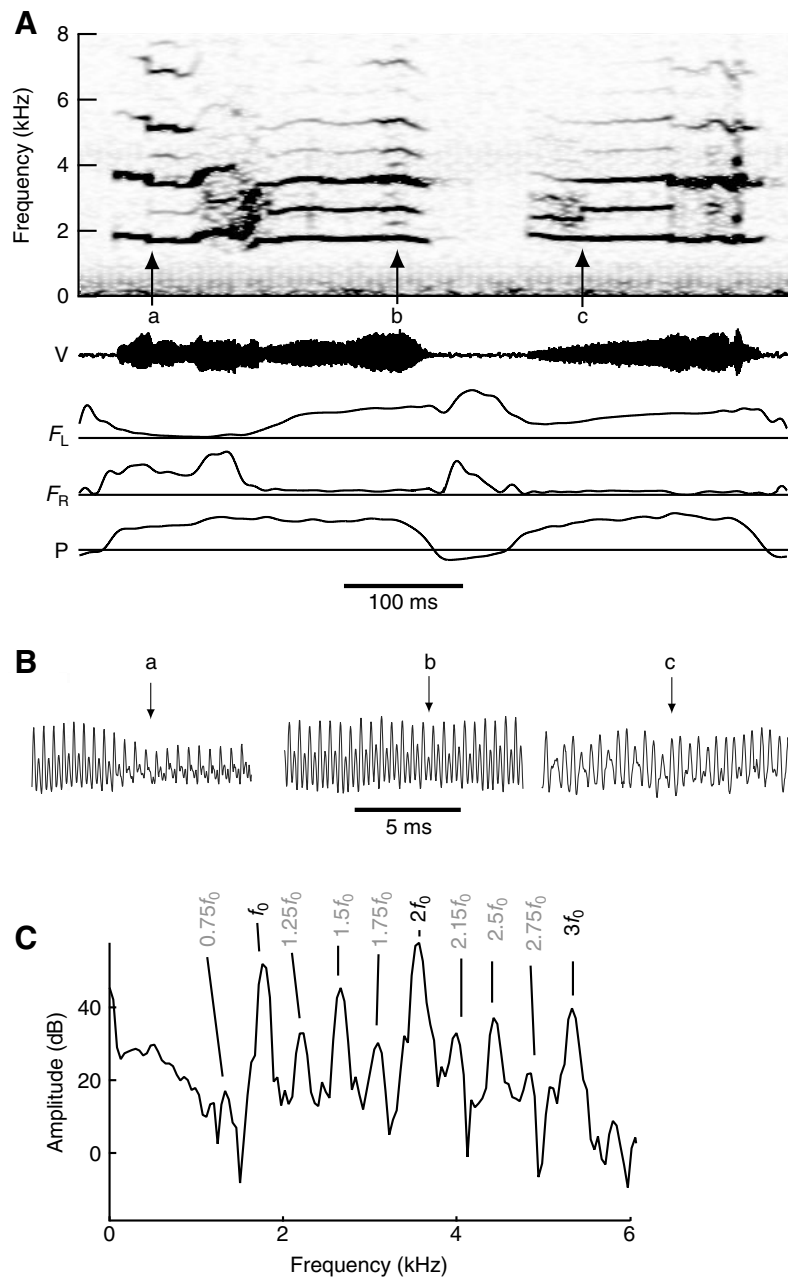 A
8
6
4
2
0
Frequency (kHz)
a
b
c
V
FL
FR
P
100 ms
B
a
b
c
5 ms
C
0.75f0
f0
1.25f0
1.5f0
1.75f0
2f0
2.15f0
2.5f0
2.75f0
3f0
40
20
0
Amplitude (dB)
0
2
4
6
Frequency (kHz)